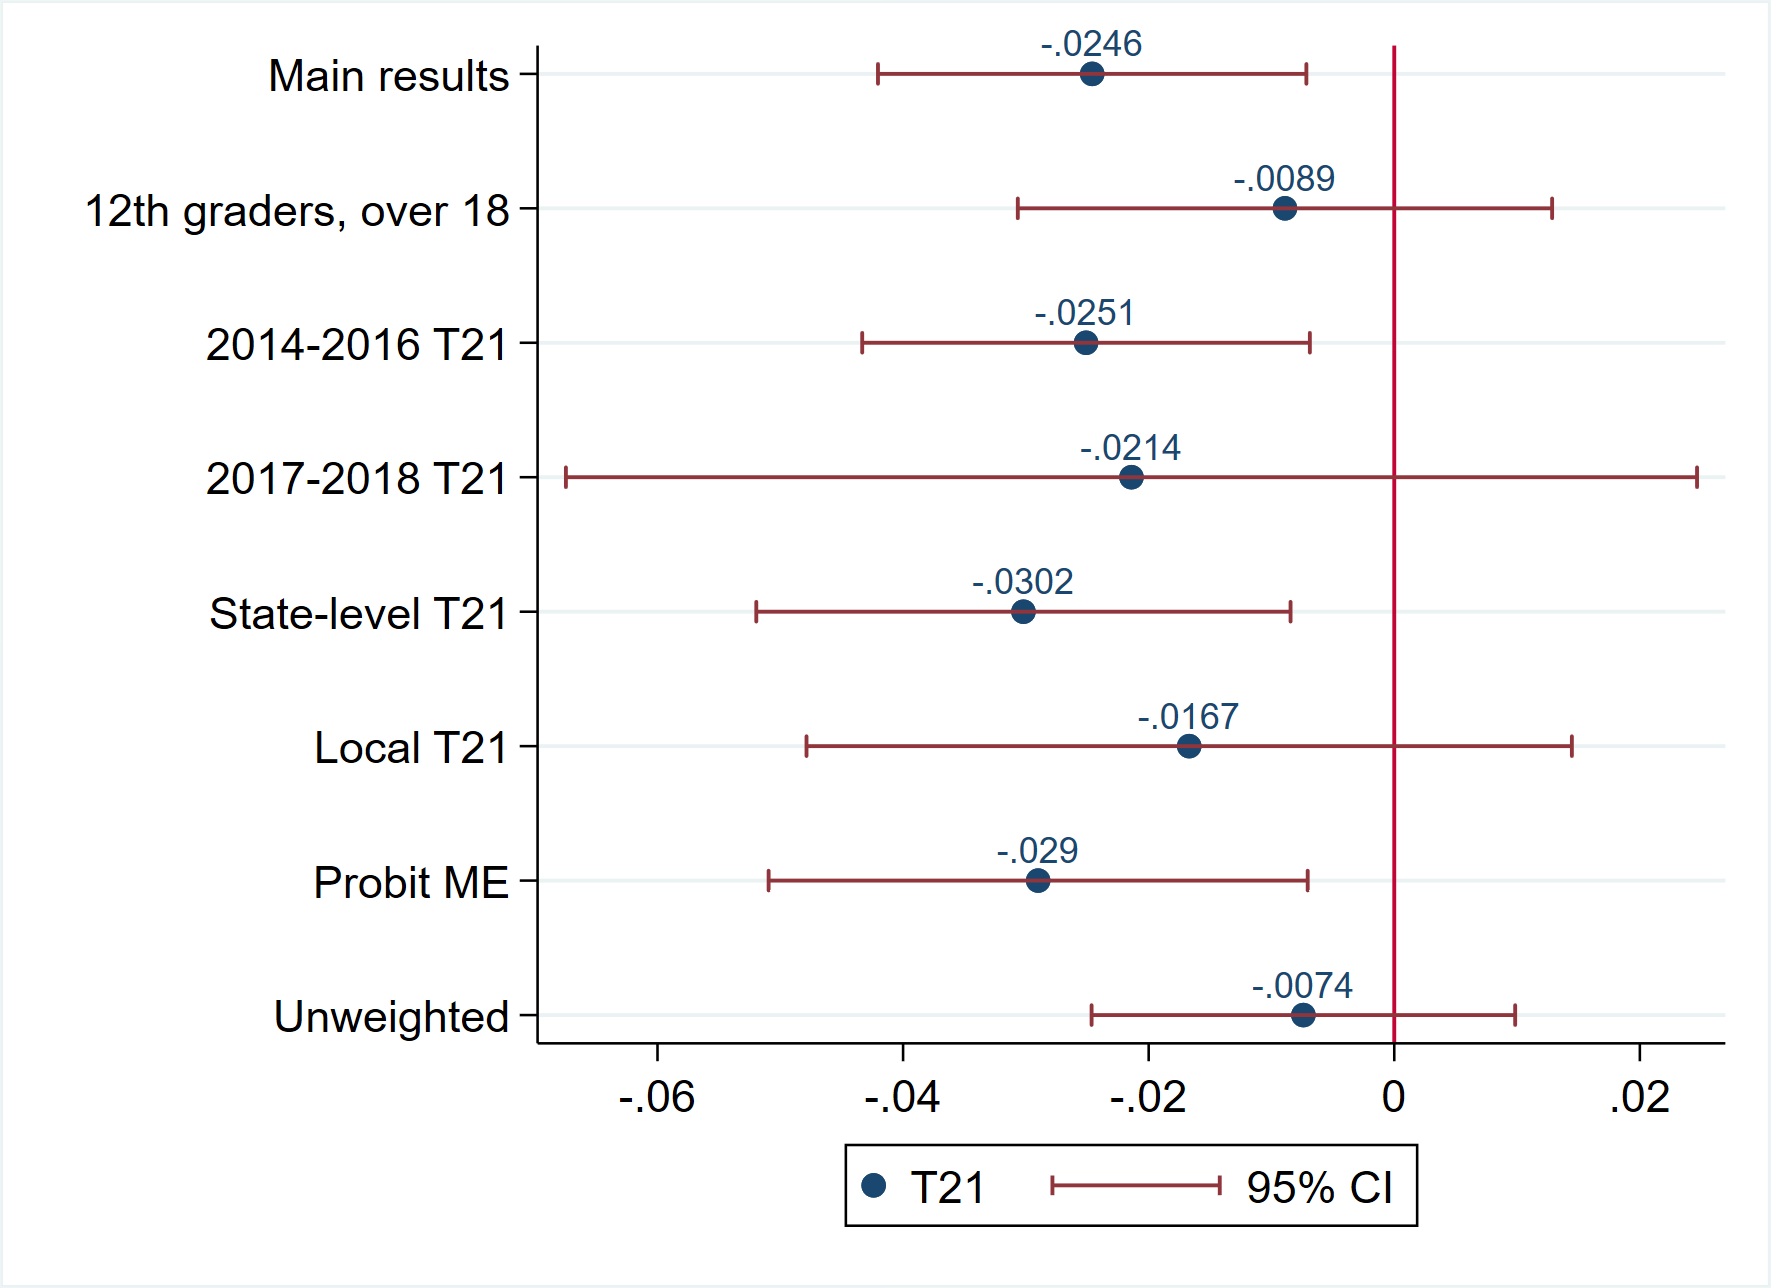 -.0246
Main results
-.0089
12th graders, over 18
-.0251
2014-2016 T21
-.0214
2017-2018 T21
-.0302
State-level T21
-.0167
Local T21
-.029
Probit ME
-.0074
Unweighted
-.06 -.04 -.02 0 .02
T21 95% CI